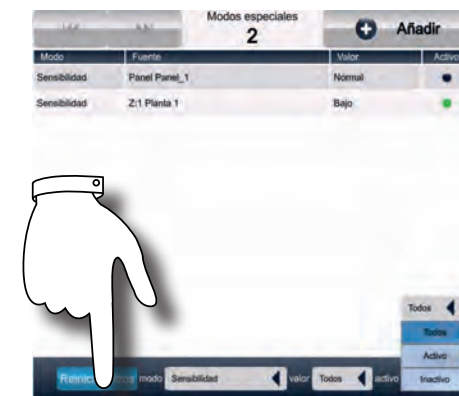 Modos especiales
2
Añadir
Modo Fuente Valor Activo
Sensibilidad Panel Panel_1 Normal
Sensibilidad Z:1 Planta 1 Bajo
Todos
Todos
Activo
Inactivo
modo Sensibilidad valor Todos activo